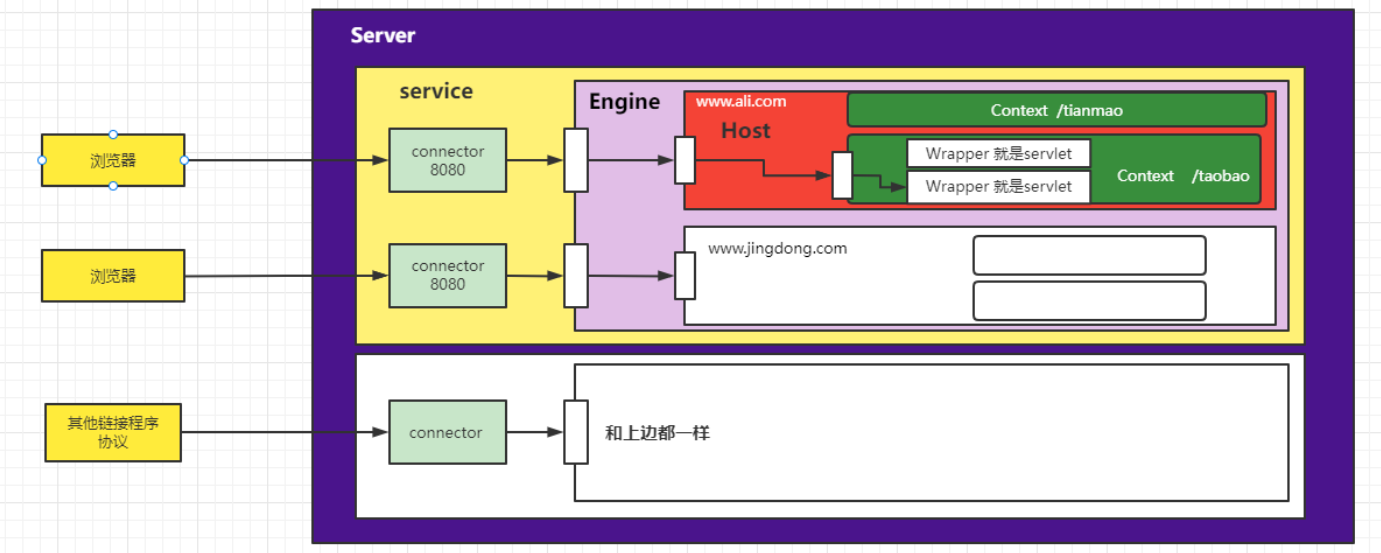 Server
service
Engine
www.ali.com
Host
Context /tianmao
浏览器
connector
8080
Wrapper 就是servlet
Wrapper 就是servlet
Context /taobao
浏览器
connector
8080
www.jingdong.com
其他链接程序
协议
connector
和上边都一样